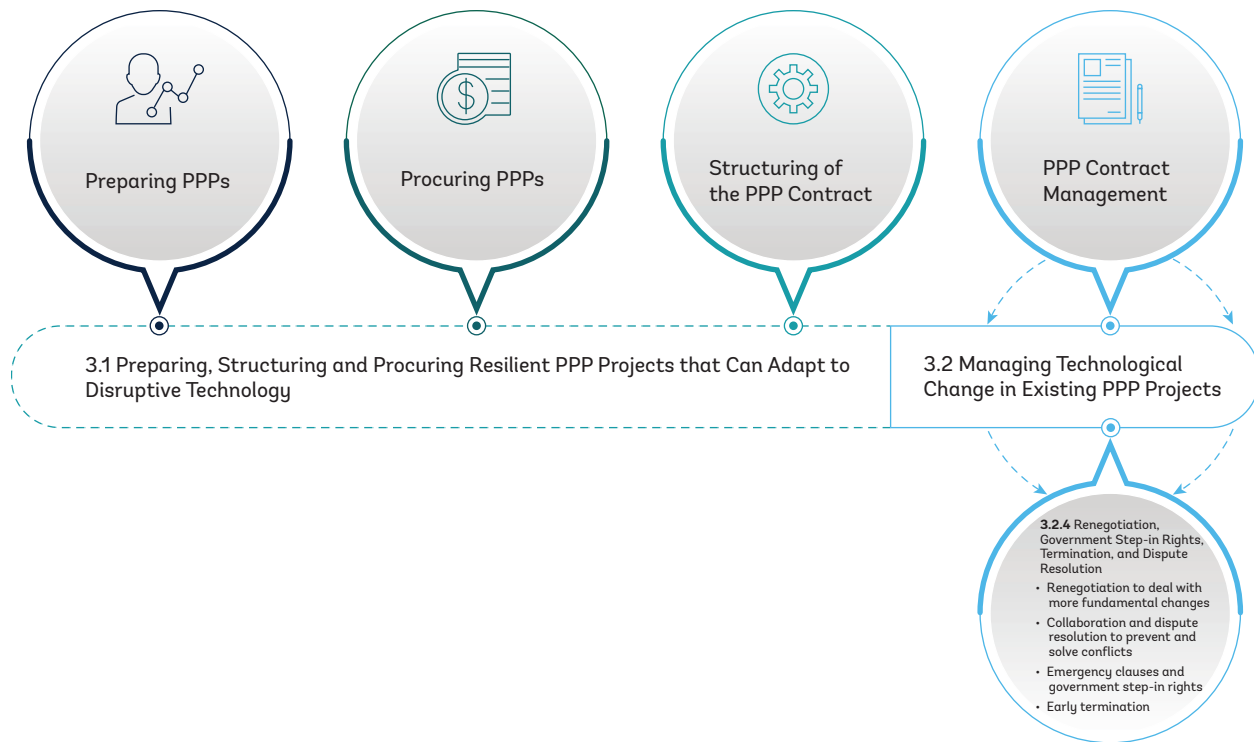 Preparing PPPs
Procuring PPPs
Structuring of
the PPP Contract
PPP Contract
Management
3.1 Preparing, Structuring and Procuring Resilient PPP Projects that Can Adapt to
Disruptive Technology
3.2 Managing Technological
Change in Existing PPP Projects
3.2.4 Renegotiation,
Government Step-in Rights,
Termination, and Dispute
Resolution
• Renegotiation to deal with
more fundamental changes
• Collaboration and dispute
resolution to prevent and
solve conflicts
• Emergency clauses and
government step-in rights
• Early termination